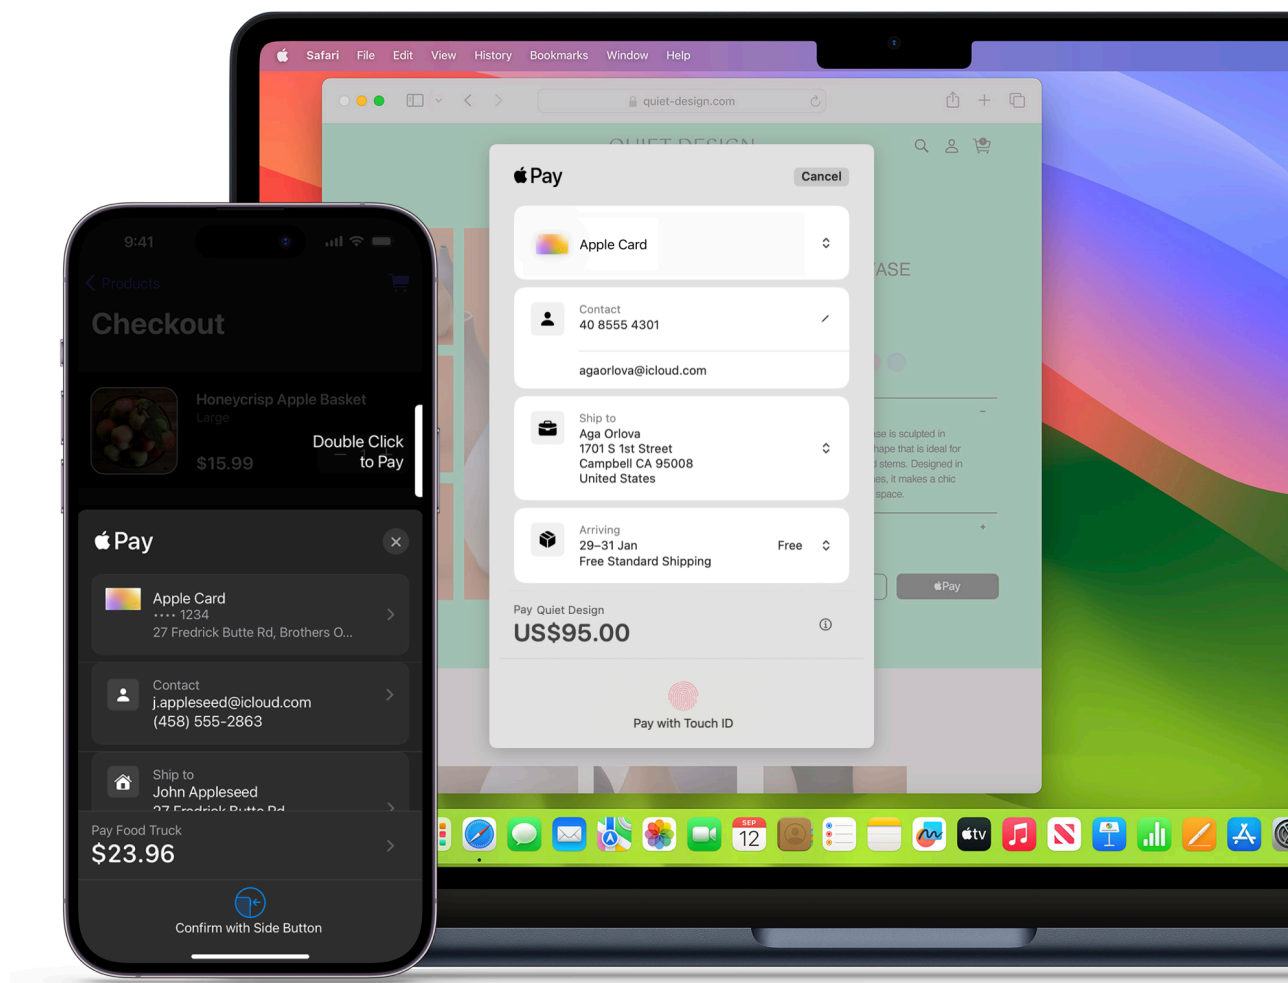 Safari File Edit View History Bookmarks Window Help
quiet-design.com
QUIET DESIGN
Pay
Cancel
Apple Card
Contact
40 8555 4301
agaorlova@icloud.com
Ship to
Aga Orlova
1701 S 1st Street
Campbell CA 95008
United States
Arriving
29–31 Jan
Free Standard Shipping
Free
Pay Quiet Design
US$95.00
Pay with Touch ID
ASE
se is sculpted in
hape that is ideal for
stems. Designed in
es, it makes a chic
space.
Pay
SEP
12
tv
9:41
Products
Checkout
Honeycrisp Apple Basket
Large
$15.99
Double Click
to Pay
Pay
Apple Card
•••• 1234
27 Fredrick Butte Rd, Brothers O...
Contact
j.appleseed@icloud.com
(458) 555-2863
Ship to
John Appleseed
27 Fredrick Butte Rd
Pay Food Truck
$23.96
Confirm with Side Button